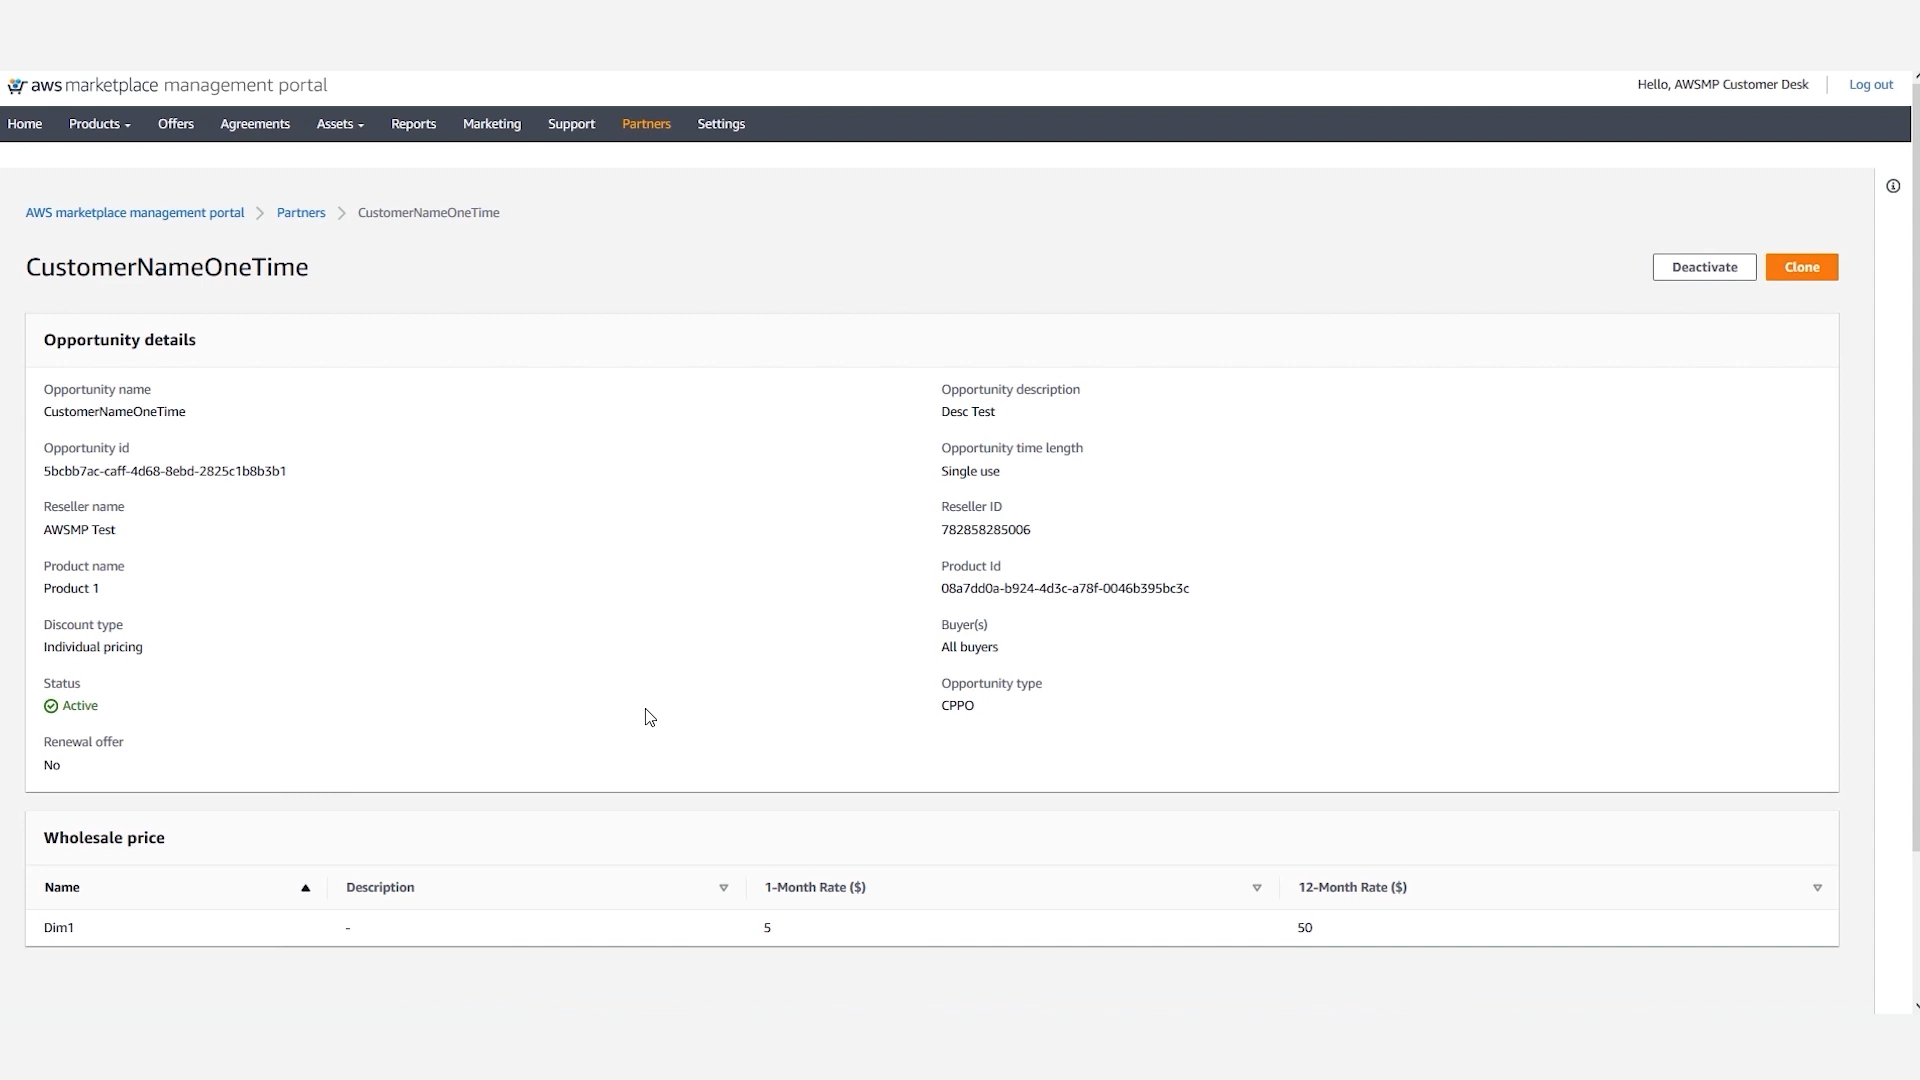 aws marketplace management portal
Hello, AWSMP Customer Desk
Log out
Home Products Offers Agreements Assets Reports Marketing Support Partners Settings
AWS marketplace management portal Partners CustomerNameOneTime
CustomerNameOneTime
Deactivate Clone
Opportunity details
Opportunity name
CustomerNameOneTime
Opportunity description
Desc Test
Opportunity id
5bcbb7ac-caff-4d68-8ebd-2825c1b8b3b1
Opportunity time length
Single use
Reseller name
AWSMP Test
Reseller ID
782858285006
Product name
Product 1
Product Id
08a7dd0a-b924-4d3c-a78f-0046b395bc3c
Discount type
Individual pricing
Buyer(s)
All buyers
Status
Active
Opportunity type
CPPO
Renewal offer
No
Wholesale price
Name Description 1-Month Rate ($) 12-Month Rate ($)
Dim1 - 5 50